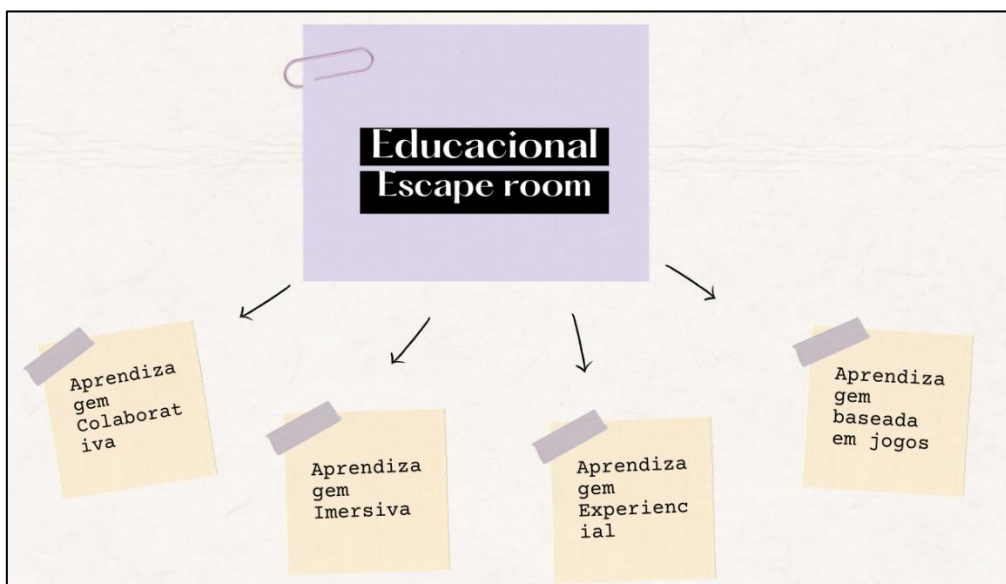 Educacional
Escape room
Aprendiza
gem
Colaborat
iva
Aprendiza
gem
Imersiva
Aprendiza
gem
Experienc
ial
Aprendiza
gem
baseada
em jogos